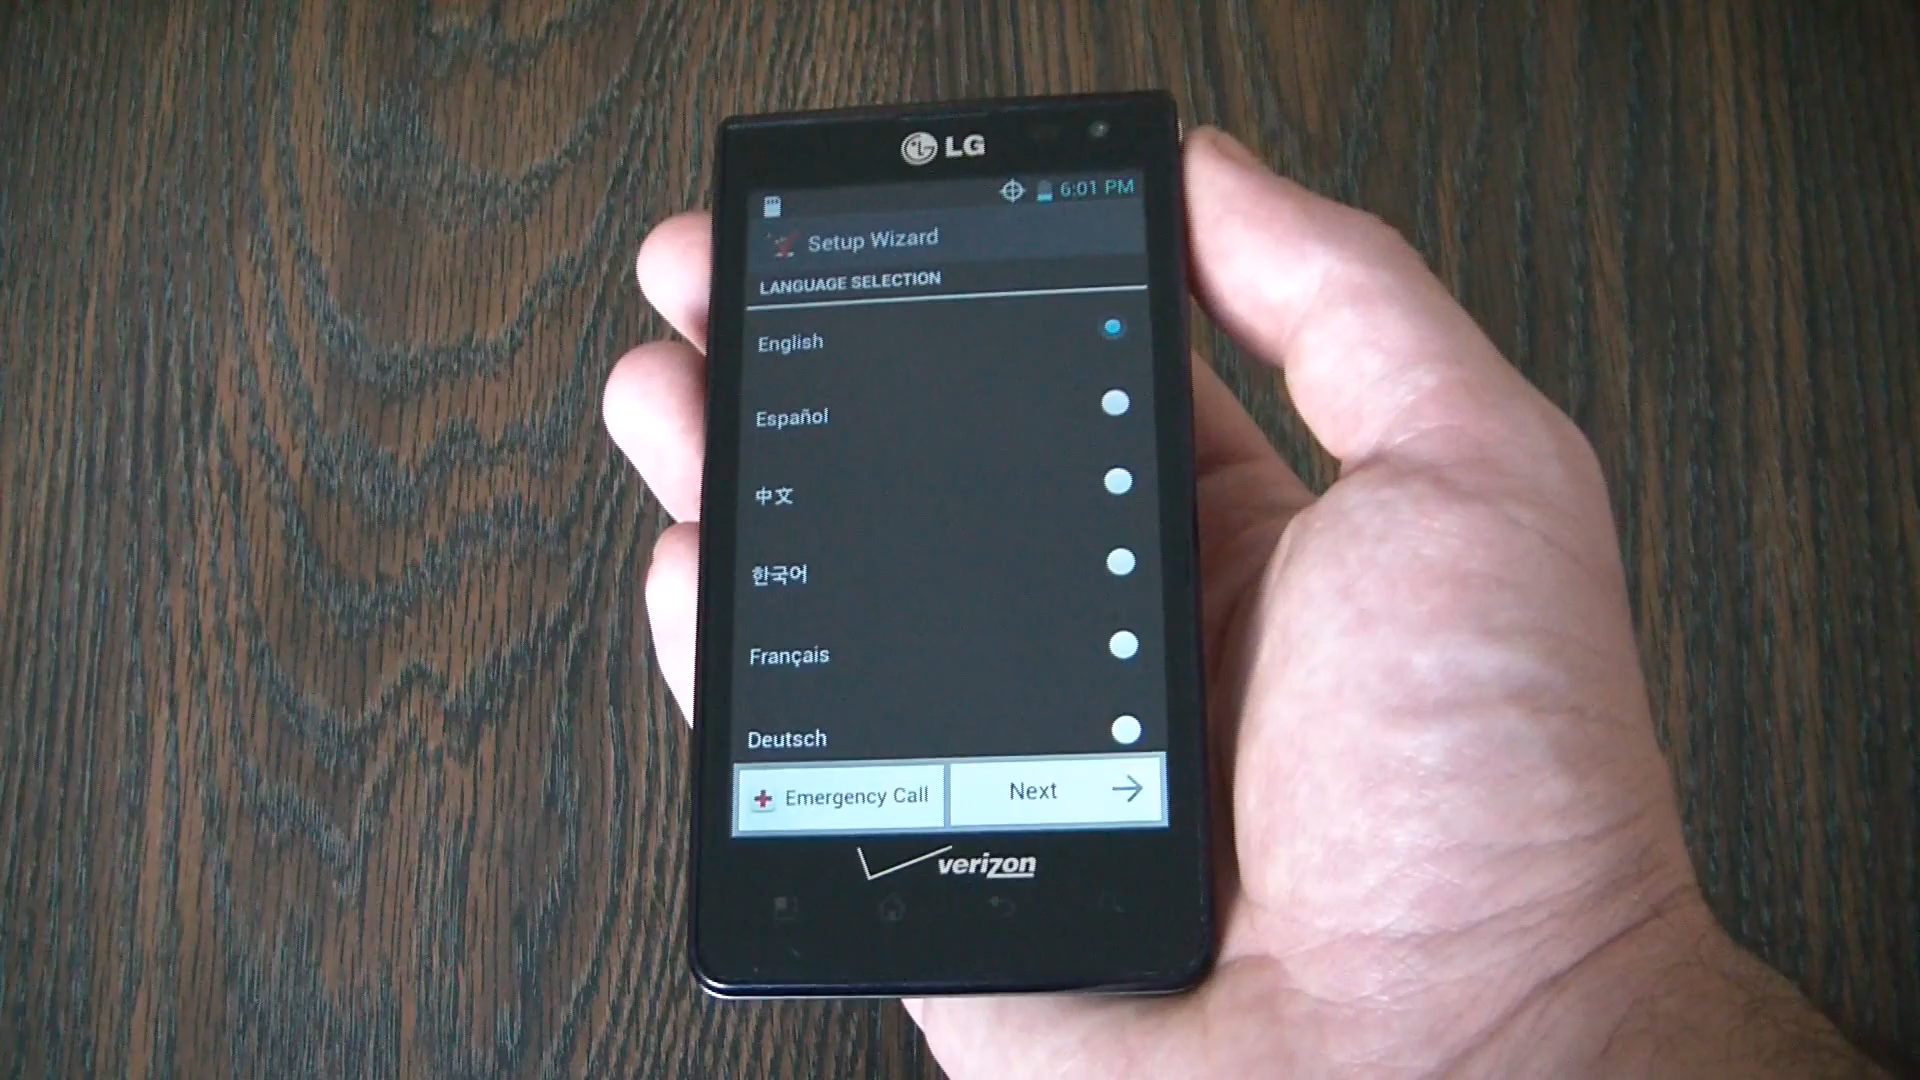 LG
6:01 PM
Setup Wizard
LANGUAGE SELECTION
English
Español
中文
한국어
Français
Deutsch
Emergency Call
Next
verizon